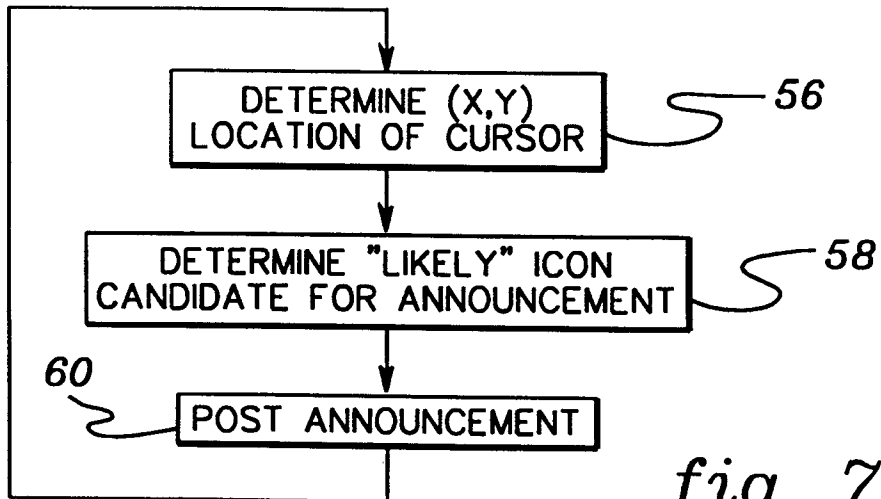 DETERMINE (X,Y)
LOCATION OF CURSOR
56
DETERMINE "LIKELY" ICON
CANDIDATE FOR ANNOUNCEMENT
58
60
POST ANNOUNCEMENT
fig. 7